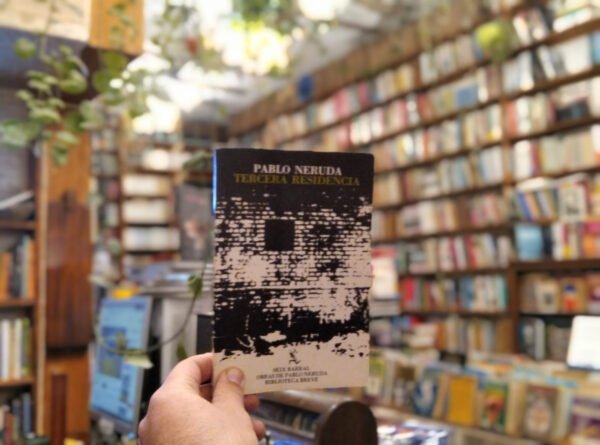 PABLO NERUDA
TERCERA RESIDENCIA
SEIX BARRAL
OBRAS DE PABLO NERUDA
BIBLIOTECA BREVE